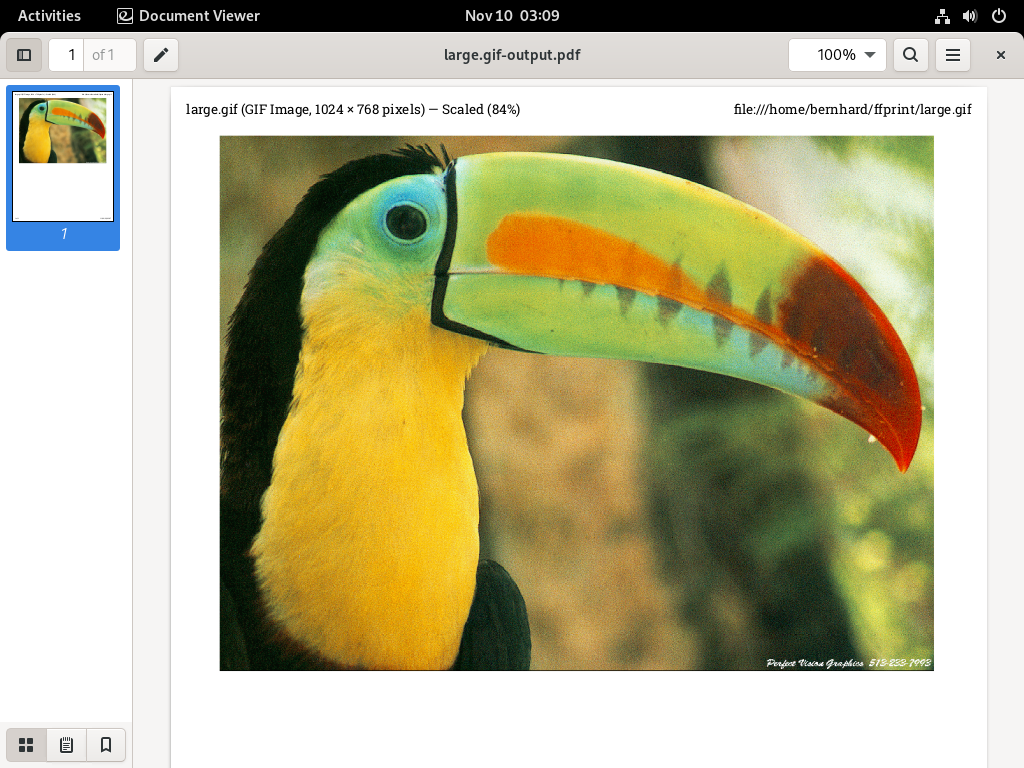 Activities
Document Viewer
Nov 10 03:09
1
of 1
large.gif-output.pdf
100%
1
large.gif (GIF Image, 1024 × 768 pixels) — Scaled (84%)
file:///home/bernhard/ffprint/large.gif
Perfect Vision Graphics 513-233-7993